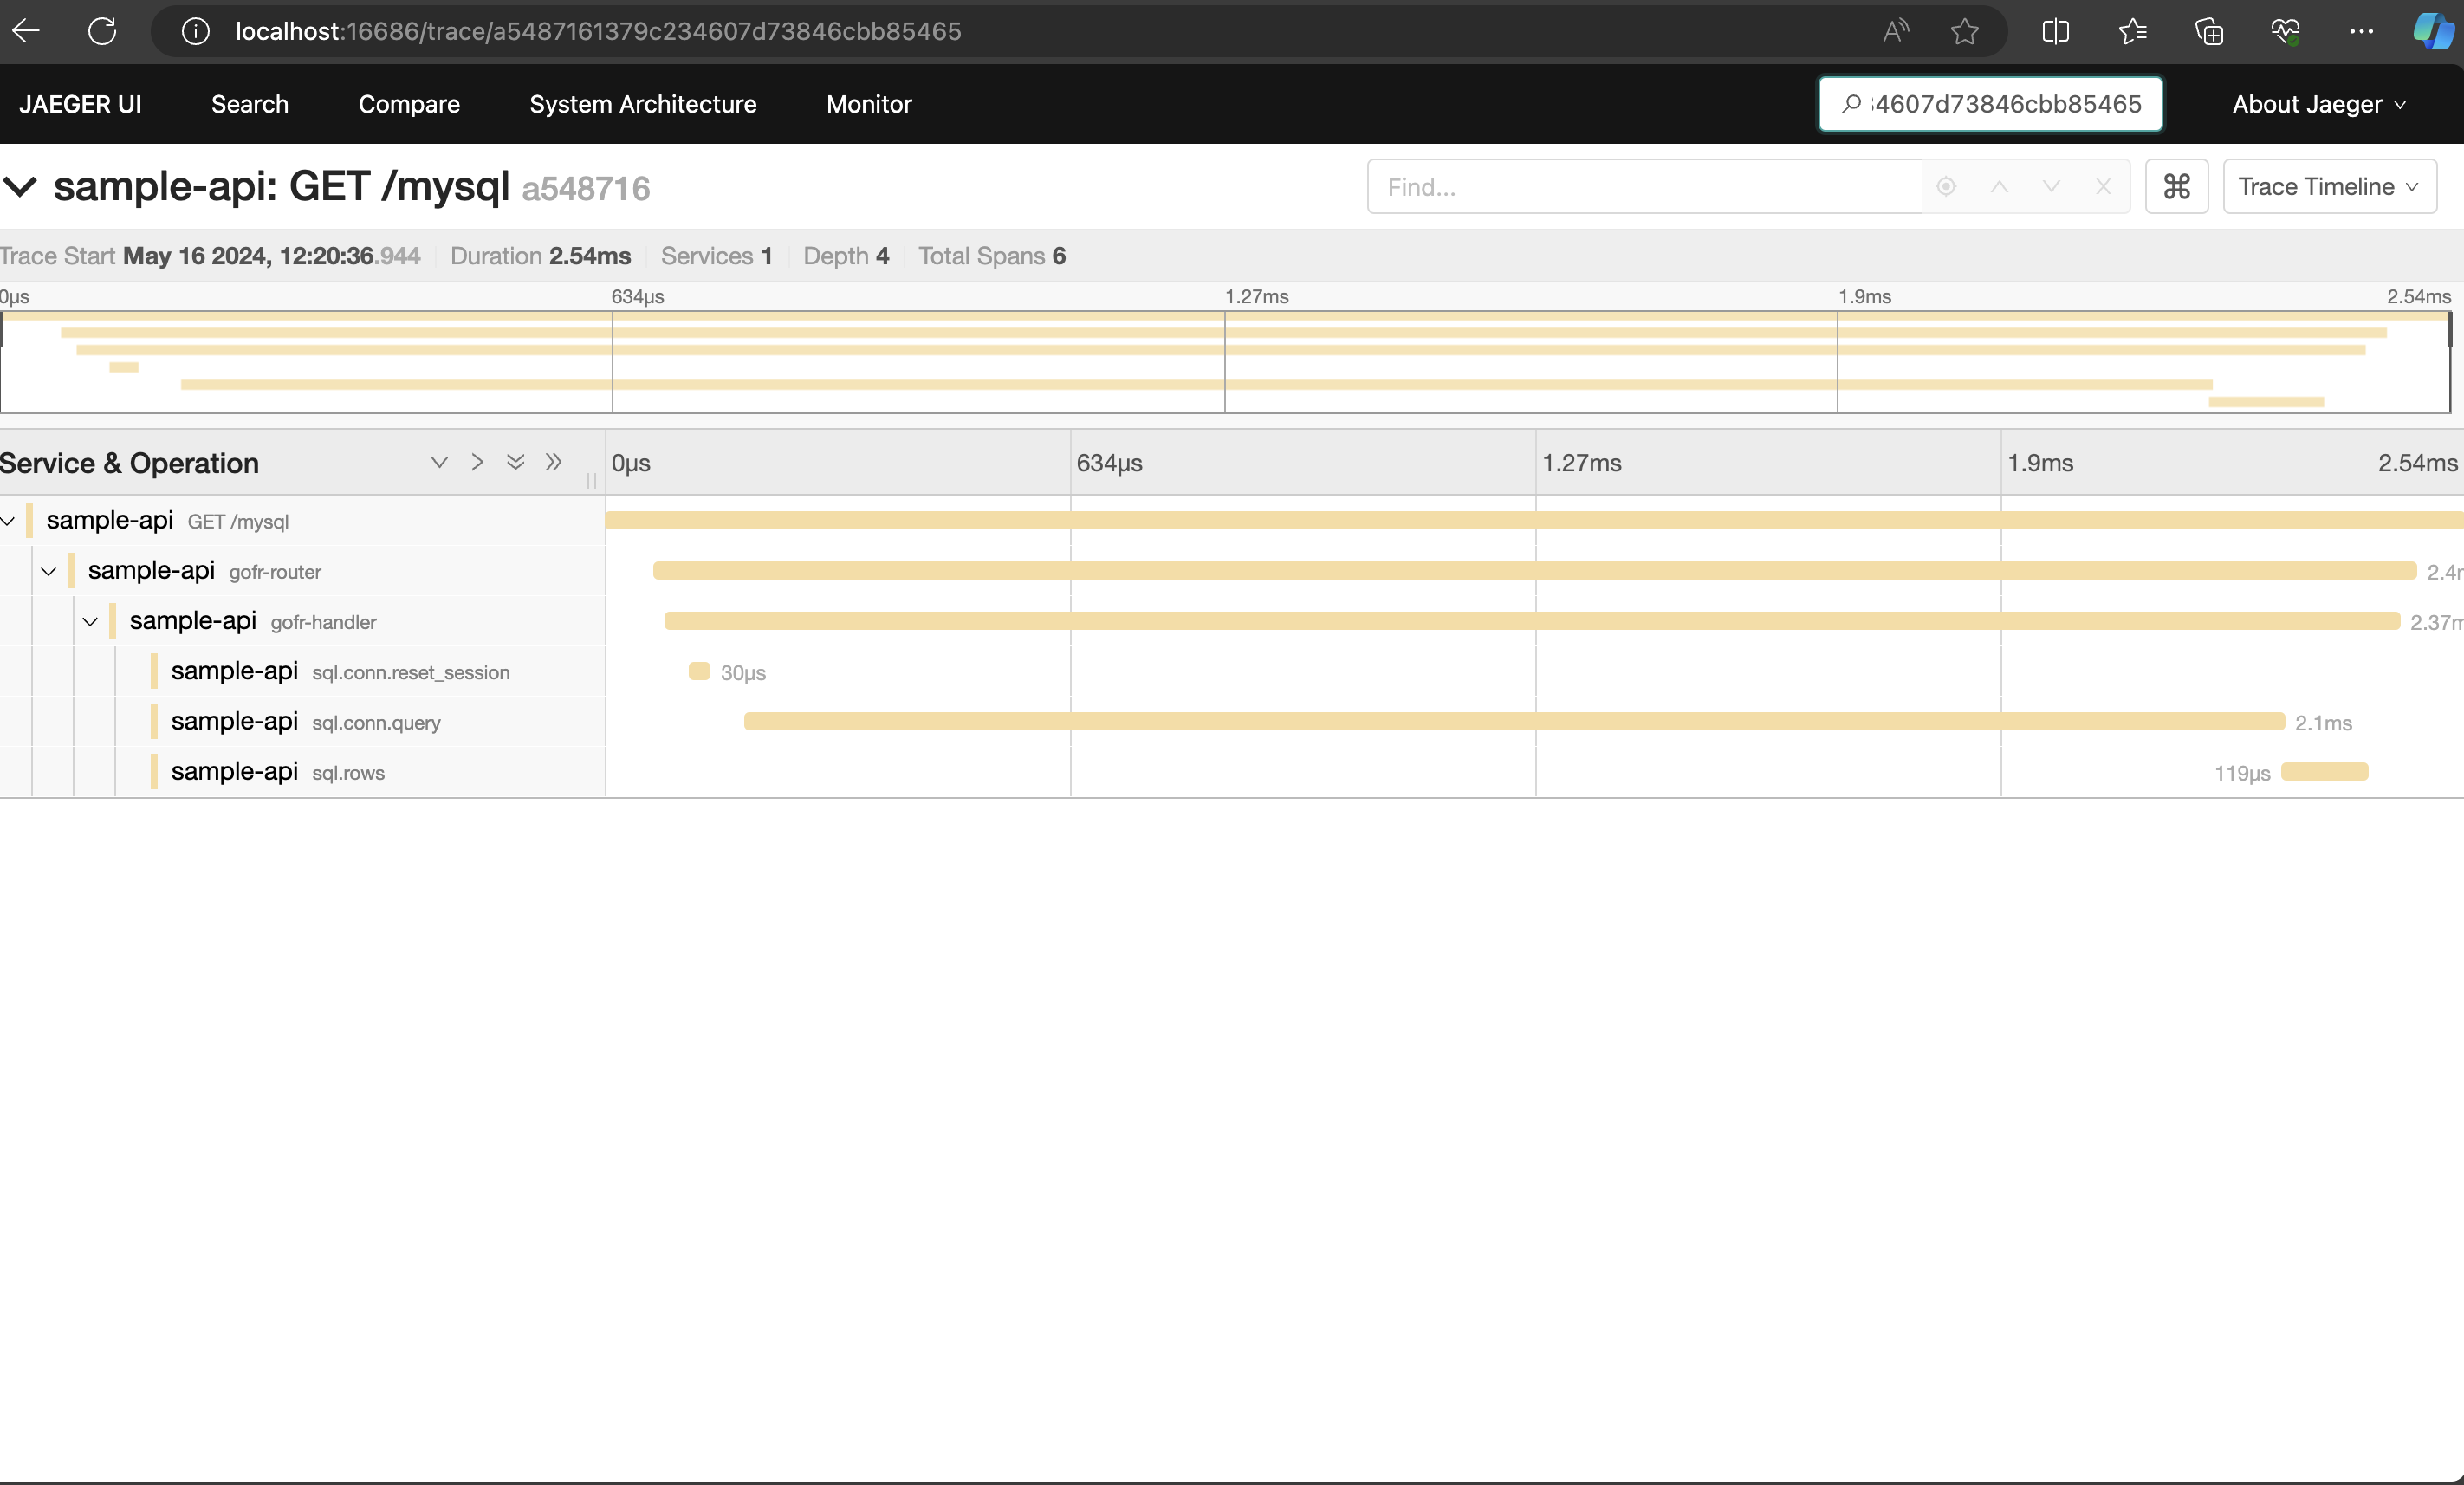 localhost:16686/trace/a5487161379c234607d73846cbb85465
JAEGER UI Search Compare System Architecture Monitor 4607d73846cbb85465 About Jaeger
sample-api: GET /mysql a548716 Find... Trace Timeline
Trace Start May 16 2024, 12:20:36.944 Duration 2.54ms Services 1 Depth 4 Total Spans 6
0μs 634μs 1.27ms 1.9ms 2.54ms
Service & Operation 0μs 634μs 1.27ms 1.9ms 2.54ms
sample-api GET /mysql
sample-api gofr-router 2.4m
sample-api gofr-handler 2.37m
sample-api sql.conn.reset_session 30μs
sample-api sql.conn.query 2.1ms
sample-api sql.rows 119μs